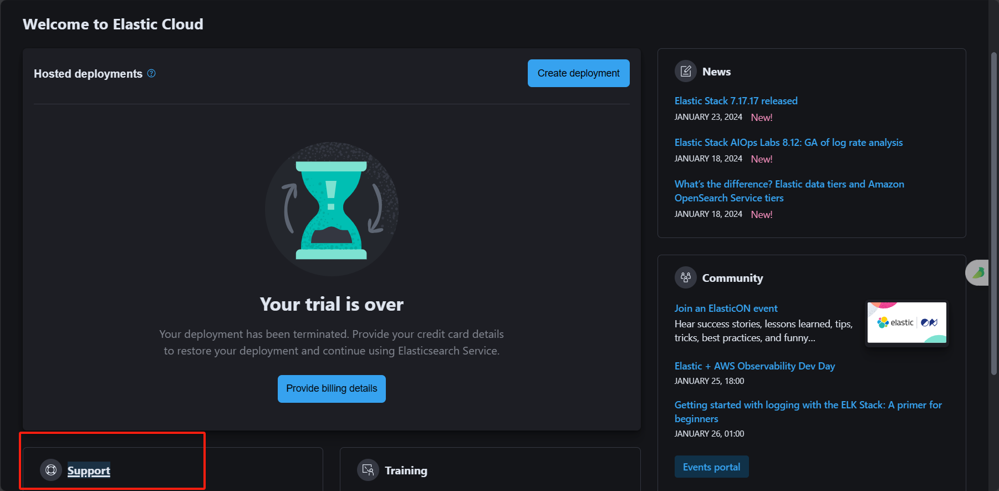 Welcome to Elastic Cloud
Hosted deployments
Create deployment
Your trial is over
Your deployment has been terminated. Provide your credit card details
to restore your deployment and continue using Elasticsearch Service.
Provide billing details
Support
Training
News
Elastic Stack 7.17.17 released
JANUARY 23, 2024 New!
Elastic Stack AIOps Labs 8.12: GA of log rate analysis
JANUARY 18, 2024 New!
What's the difference? Elastic data tiers and Amazon
OpenSearch Service tiers
JANUARY 18, 2024 New!
Community
Join an ElasticON event
Hear success stories, lessons learned, tips,
tricks, best practices, and funny...
elastic ON
Elastic + AWS Observability Dev Day
JANUARY 25, 18:00
Getting started with logging with the ELK Stack: A primer for
beginners
JANUARY 26, 01:00
Events portal